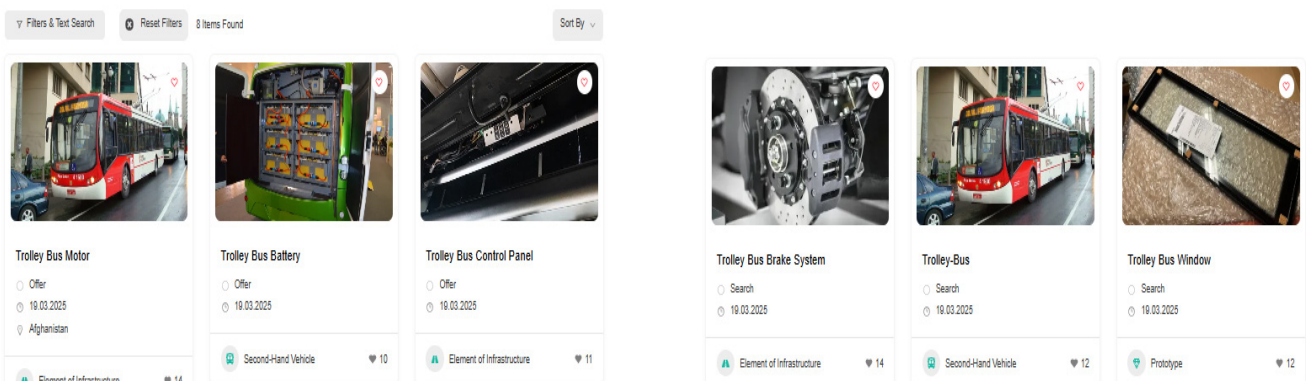 Filters & Text Search
Reset Filters
8 Items Found
Sort By
Trolley Bus Motor
Offer
19.03.2025
Afghanistan
Element of Infrastructure
14
Trolley Bus Battery
Offer
19.03.2025
Second-Hand Vehicle
10
Trolley Bus Control Panel
Offer
19.03.2025
Element of Infrastructure
11
Trolley Bus Brake System
Search
19.03.2025
Element of Infrastructure
14
Trolley-Bus
Search
19.03.2025
Second-Hand Vehicle
12
Trolley Bus Window
Search
19.03.2025
Prototype
12